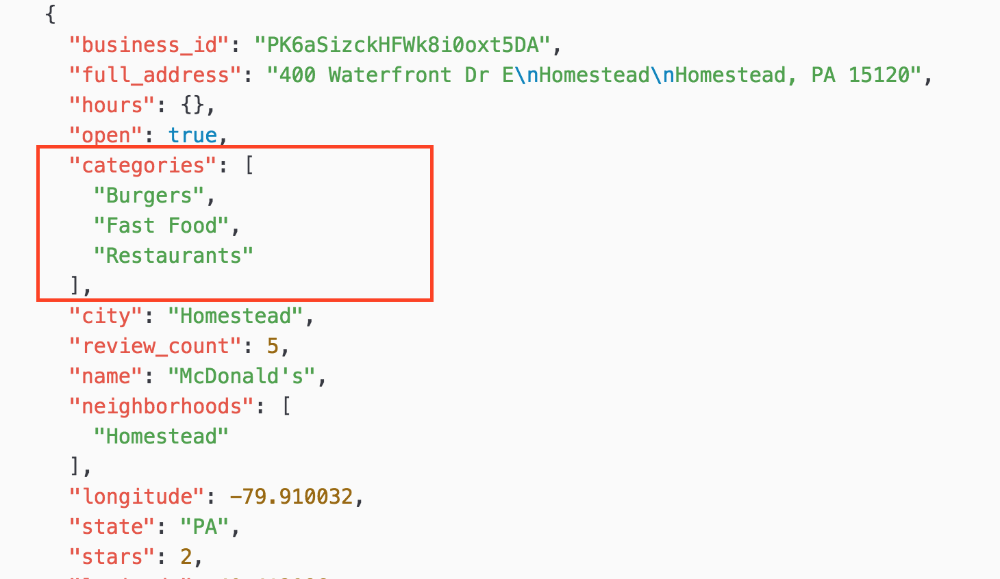 {
"business_id": "PK6aSizckHFWk8i0oxt5DA",
"full_address": "400 Waterfront Dr E\nHomestead\nHomestead, PA 15120",
"hours": {},
"open": true,
"categories": [
"Burgers",
"Fast Food",
"Restaurants"
],
"city": "Homestead",
"review_count": 5,
"name": "McDonald's",
"neighborhoods": [
"Homestead"
],
"longitude": -79.910032,
"state": "PA",
"stars": 2,